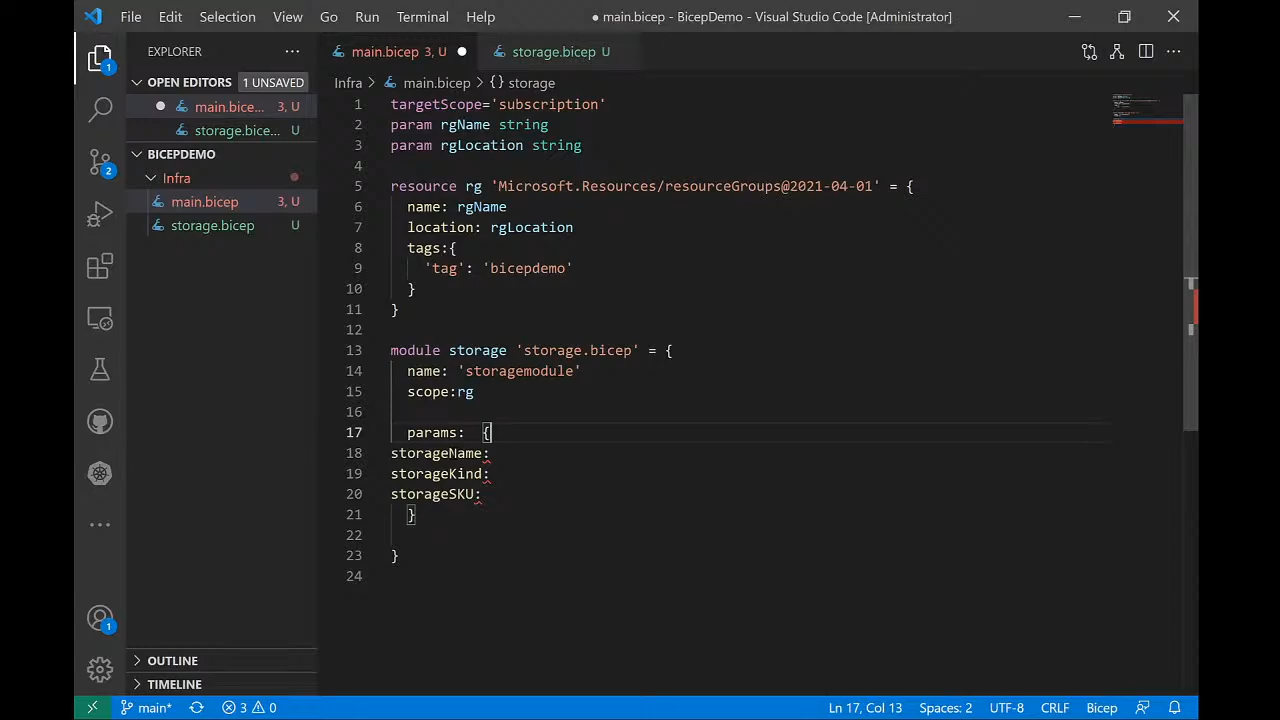 File Edit Selection View Go Run Terminal Help
● main.bicep - BicepDemo - Visual Studio Code [Administrator]
EXPLORER
OPEN EDITORS 1 UNSAVED
main.bice... 3, U
storage.bice... U
BICEPDEMO
Infra
main.bicep 3, U
storage.bicep U
OUTLINE
TIMELINE
1
2
1
main.bicep 3, U
storage.bicep U
Infra > main.bicep > {} storage
1 targetScope='subscription'
2 param rgName string
3 param rgLocation string
4
5 resource rg 'Microsoft.Resources/resourceGroups@2021-04-01' = {
6 name: rgName
7 location: rgLocation
8 tags:{
9 'tag': 'bicepdemo'
10 }
11 }
12
13 module storage 'storage.bicep' = {
14 name: 'storagemodule'
15 scope:rg
16
17 params: {
18 storageName:
19 storageKind:
20 storageSKU:
21 }
22
23 }
24
main* 3 0
Ln 17, Col 13 Spaces: 2 UTF-8 CRLF Bicep